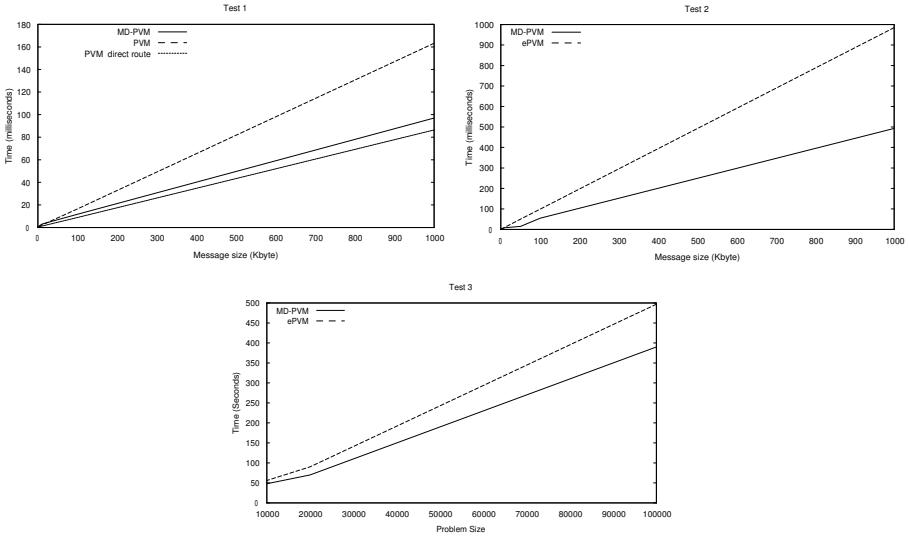 Test 1
MD-PVM
PVM
PVM direct route
180
160
140
120
100
80
60
40
20
0
Time (milliseconds)
0 100 200 300 400 500 600 700 800 900 1000
Message size (Kbyte)
Test 2
MD-PVM
ePVM
1000
900
800
700
600
500
400
300
200
100
0
Time (milliseconds)
0 100 200 300 400 500 600 700 800 900 1000
Message size (Kbyte)
Test 3
MD-PVM
ePVM
500
450
400
350
300
250
200
150
100
50
0
Time (Seconds)
10000 20000 30000 40000 50000 60000 70000 80000 90000 100000
Problem Size